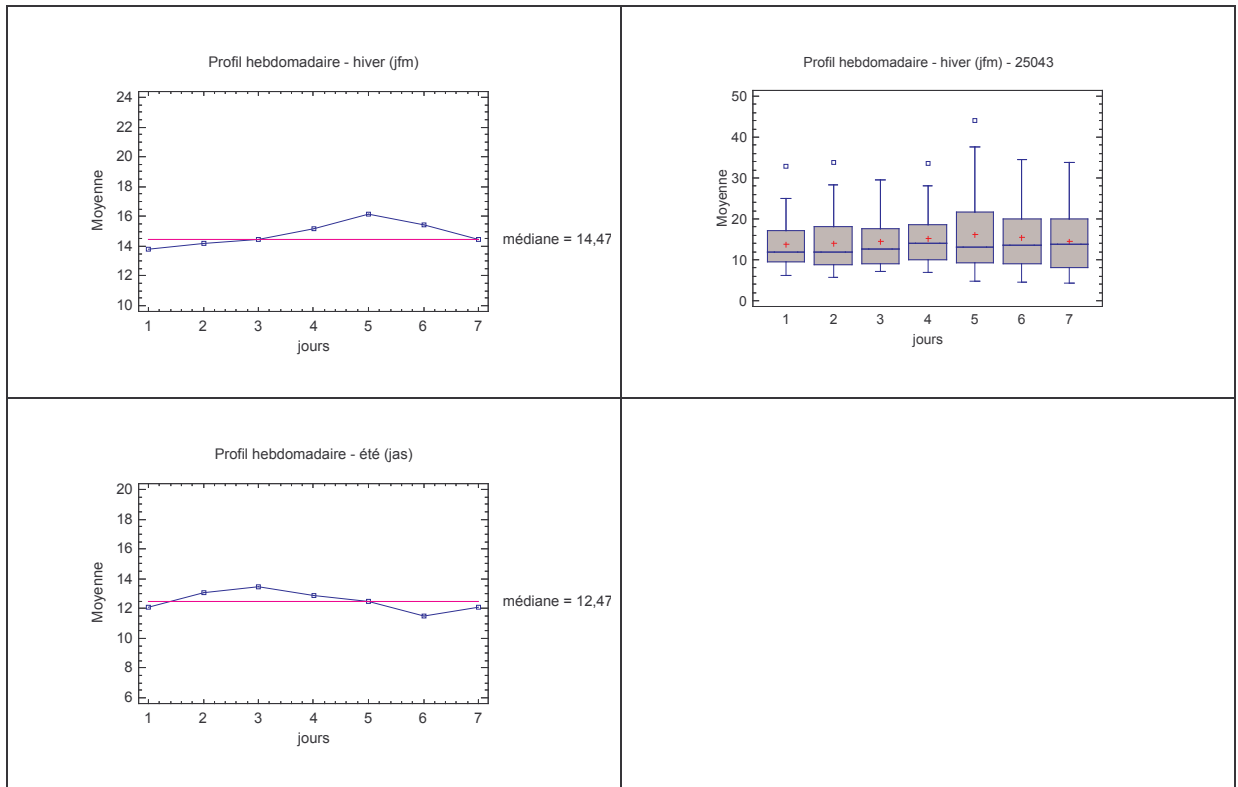 Profil hebdomadaire - hiver (jfm)
24
22
20
18
16
14
12
10
Moyenne
médiane = 14,47
1 2 3 4 5 6 7
jours
Profil hebdomadaire - hiver (jfm) - 25043
50
40
30
20
10
0
Moyenne
1 2 3 4 5 6 7
jours
Profil hebdomadaire - été (jas)
20
18
16
14
12
10
8
6
Moyenne
médiane = 12,47
1 2 3 4 5 6 7
jours